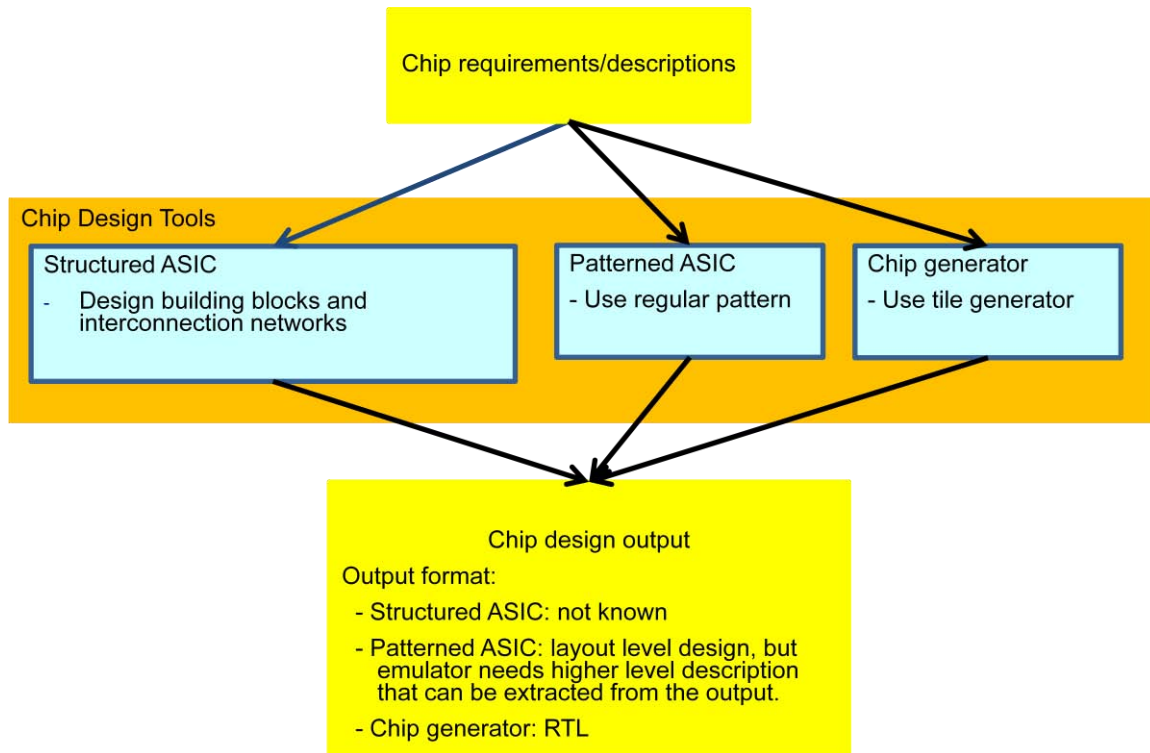 Chip requirements/descriptions
Chip Design Tools
Structured ASIC
- Design building blocks and
interconnection networks
Patterned ASIC
- Use regular pattern
Chip generator
- Use tile generator
Chip design output
Output format:
- Structured ASIC: not known
- Patterned ASIC: layout level design, but
emulator needs higher level description
that can be extracted from the output.
- Chip generator: RTL